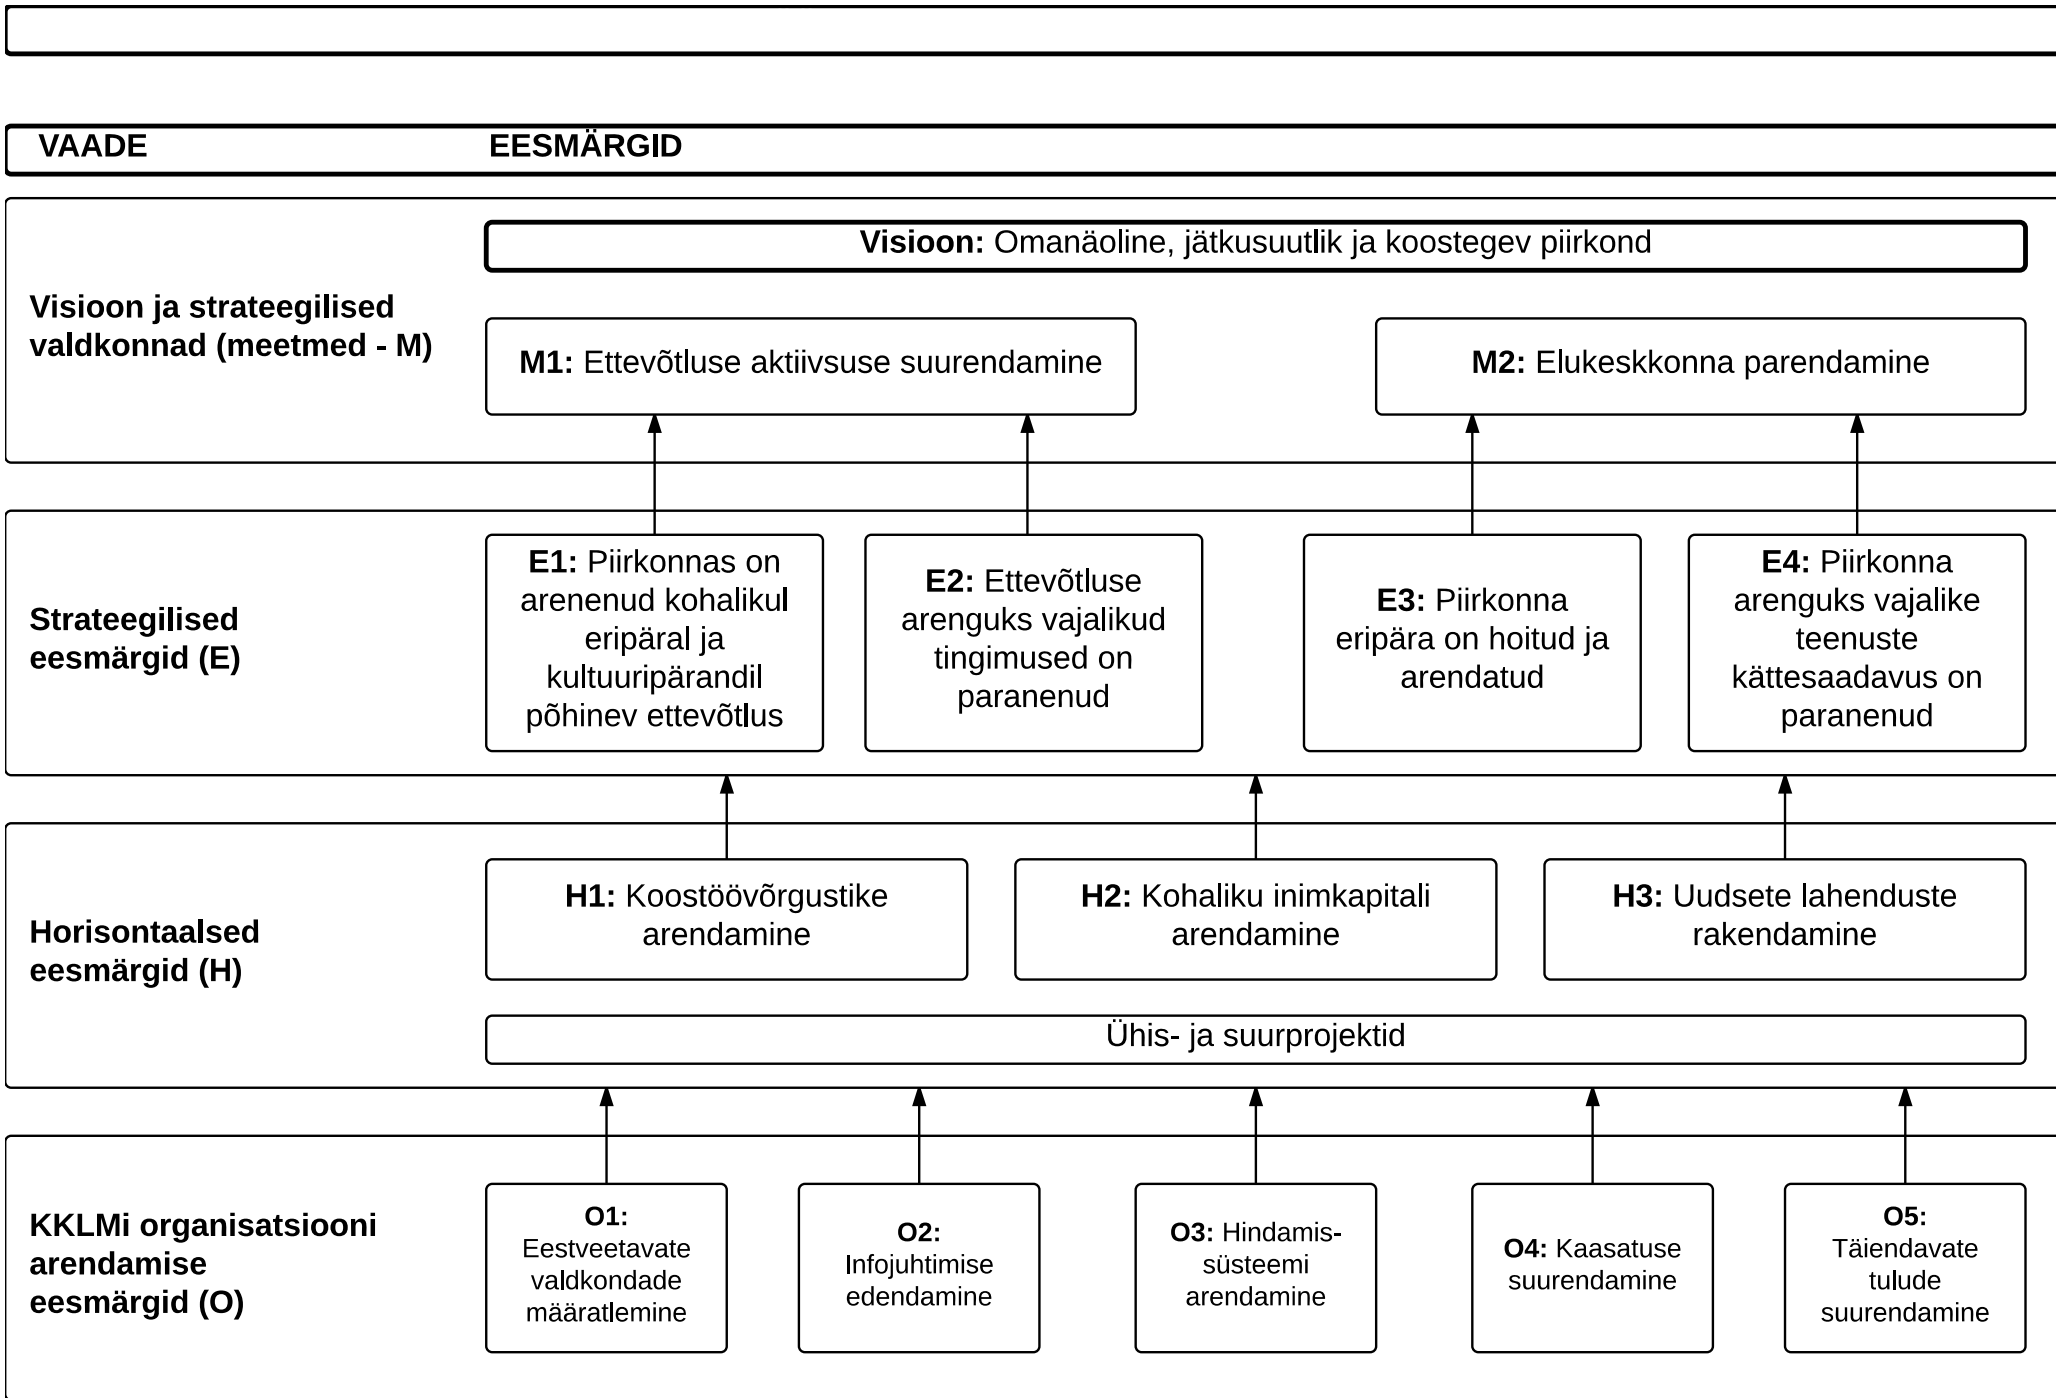 VAADE
EESMÄRGID
Visioon ja strateegilised
valdkonnad (meetmed - M)
Visioon: Omanäoline, jätkusuutlik ja koostegev piirkond
M1: Ettevõtluse aktiivsuse suurendamine
M2: Elukeskkonna parendamine
Strateegilised
eesmärgid (E)
E1: Piirkonnas on
arenenud kohalikul
eripäral ja
kultuuripärandil
põhinev ettevõtlus
E2: Ettevõtluse
arenguks vajalikud
tingimused on
paranenud
E3: Piirkonna
eripära on hoitud ja
arendatud
E4: Piirkonna
arenguks vajalike
teenuste
kättesaadavus on
paranenud
Horisontaalsed
eesmärgid (H)
H1: Koostöövõrgustike
arendamine
H2: Kohaliku inimkapitali
arendamine
H3: Uudsete lahenduste
rakendamine
Ühis- ja suurprojektid
KKLMi organisatsiooni
arendamise
eesmärgid (O)
O1:
Eestveetavate
valdkondade
määratlemine
O2:
Infojuhtimise
edendamine
O3: Hindamis-
süsteemi
arendamine
O4: Kaasatuse
suurendamine
O5:
Täiendavate
tulude
suurendamine